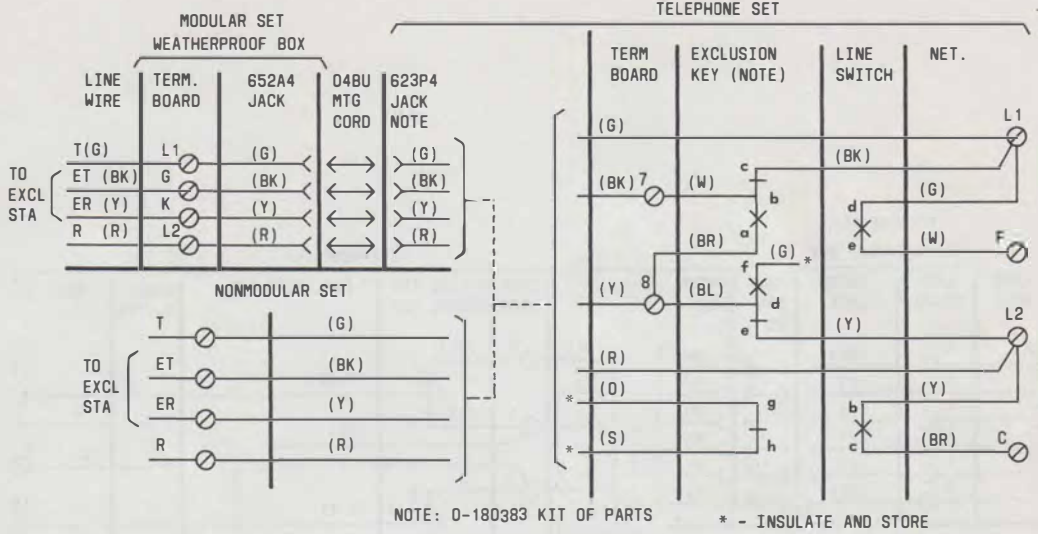 TELEPHONE SET
MODULAR SET
WEATHERPROOF BOX
LINE WIRE
TERM. BOARD
652A4 JACK
04BU MTG CORD
623P4 JACK NOTE
TERM BOARD
EXCLUSION KEY (NOTE)
LINE SWITCH
NET.
T(G) L1 (G) (G)
TO EXCL STA
ET (BK) G (BK) (BK)
ER (Y) K (Y) (Y)
R (R) L2 (R) (R)
NONMODULAR SET
T (G)
TO EXCL STA
ET (BK)
ER (Y)
R (R)
(G) L1
c (BK)
(BK) 7 (W) b
(G)
d
a
(BR) e (W) F
f (G) *
8
(Y) (BL) d
e (Y) L2
(R)
* (O) g (Y)
b
* (S) h c (BR) C
NOTE: 0-180383 KIT OF PARTS
* - INSULATE AND STORE